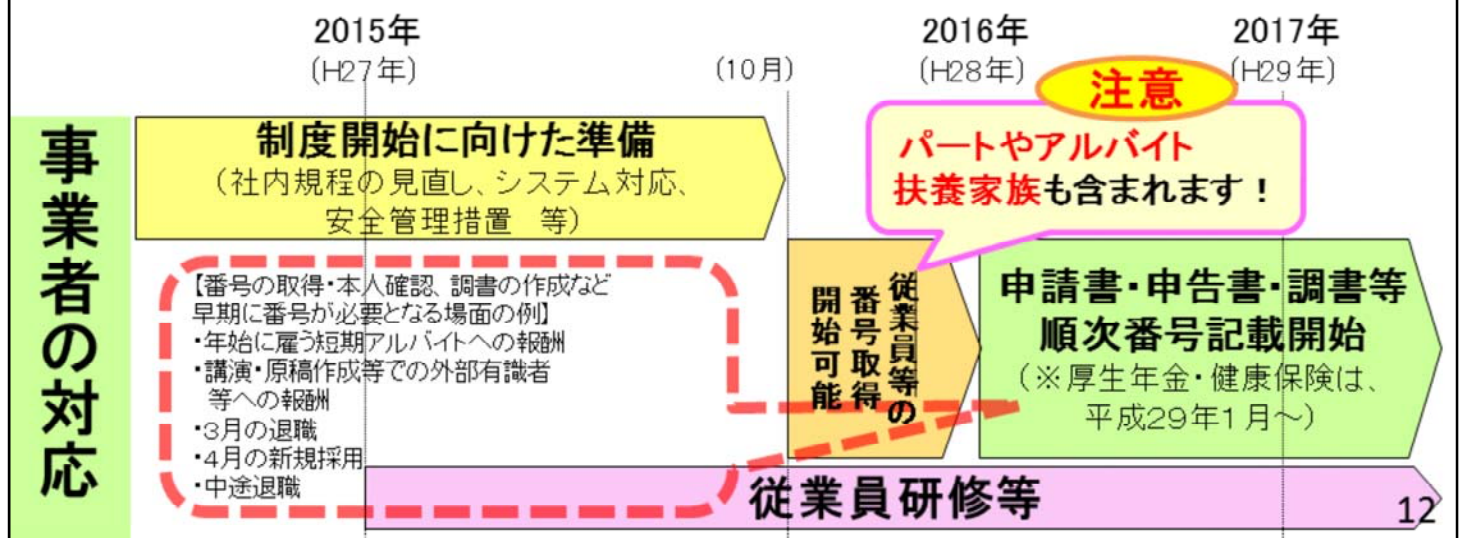 2015年
(H27年)
(10月)
2016年
(H28年)
2017年
(H29年)
事業者の対応
制度開始に向けた準備
(社内規程の見直し、システム対応、
安全管理措置 等)
注意
パートやアルバイト
扶養家族も含まれます!
【番号の取得・本人確認、調書の作成など
早期に番号が必要となる場面の例】
・年始に雇う短期アルバイトへの報酬
・講演・原稿作成等での外部有識者
等への報酬
・3月の退職
・4月の新規採用
・中途退職
従業員等の
番号取得
開始可能
申請書・申告書・調書等
順次番号記載開始
(※厚生年金・健康保険は、
平成29年1月~)
従業員研修等
12